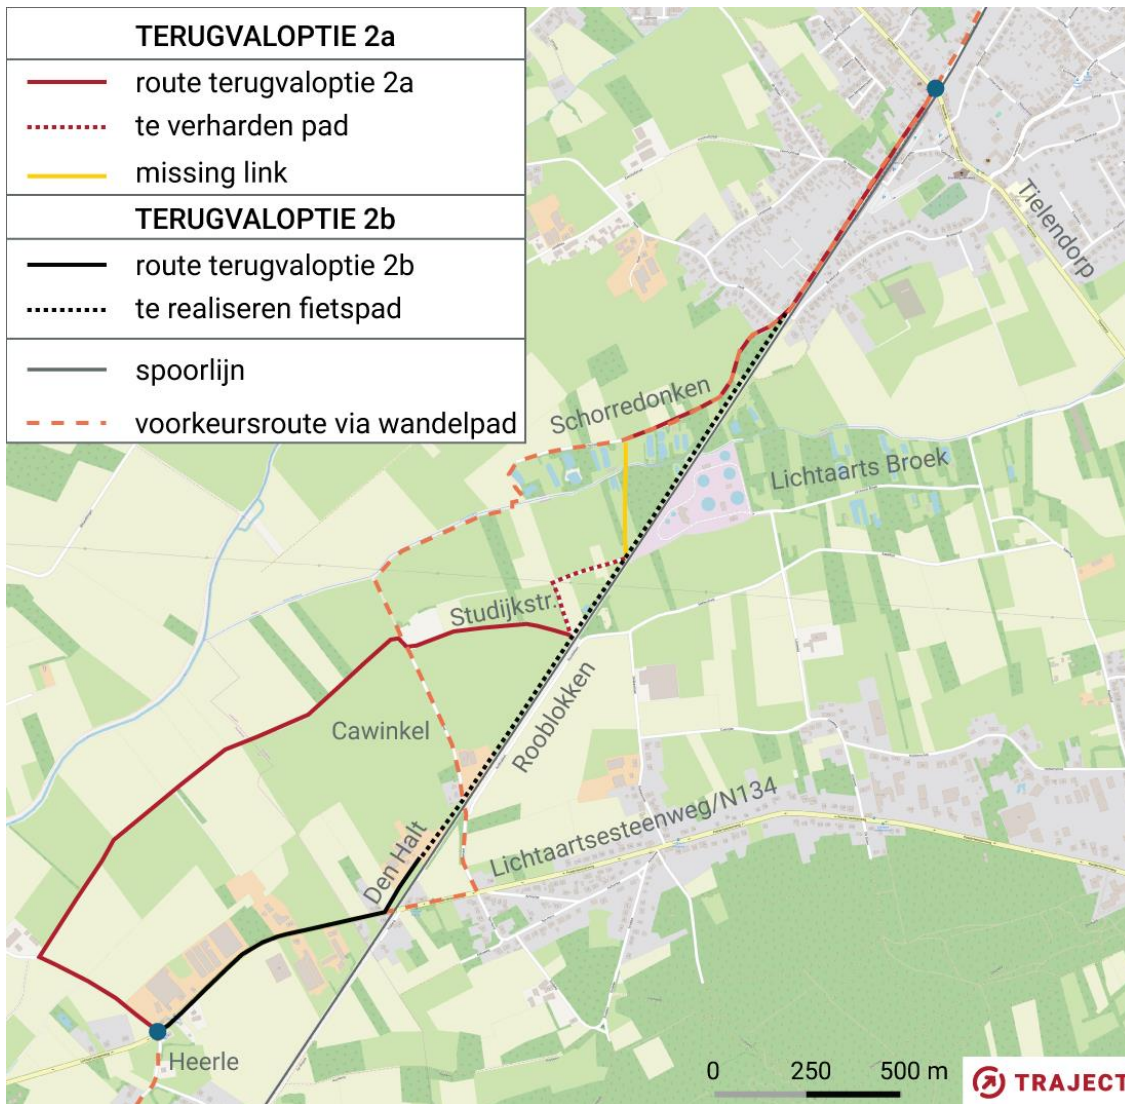 TERUGVALOPTIE 2a
route terugvaloptie 2a
te verharden pad
missing link
TERUGVALOPTIE 2b
route terugvaloptie 2b
te realiseren fietspad
spoorlijn
voorkeursroute via wandelpad
Tielendorp
Schorredonken
Lichtaarts Broek
Studijkstr.
Rooblokken
Cawinkel
Lichtaartsesteenweg/N134
Den Halt
Heerle
0 250 500 m
TRAJECT